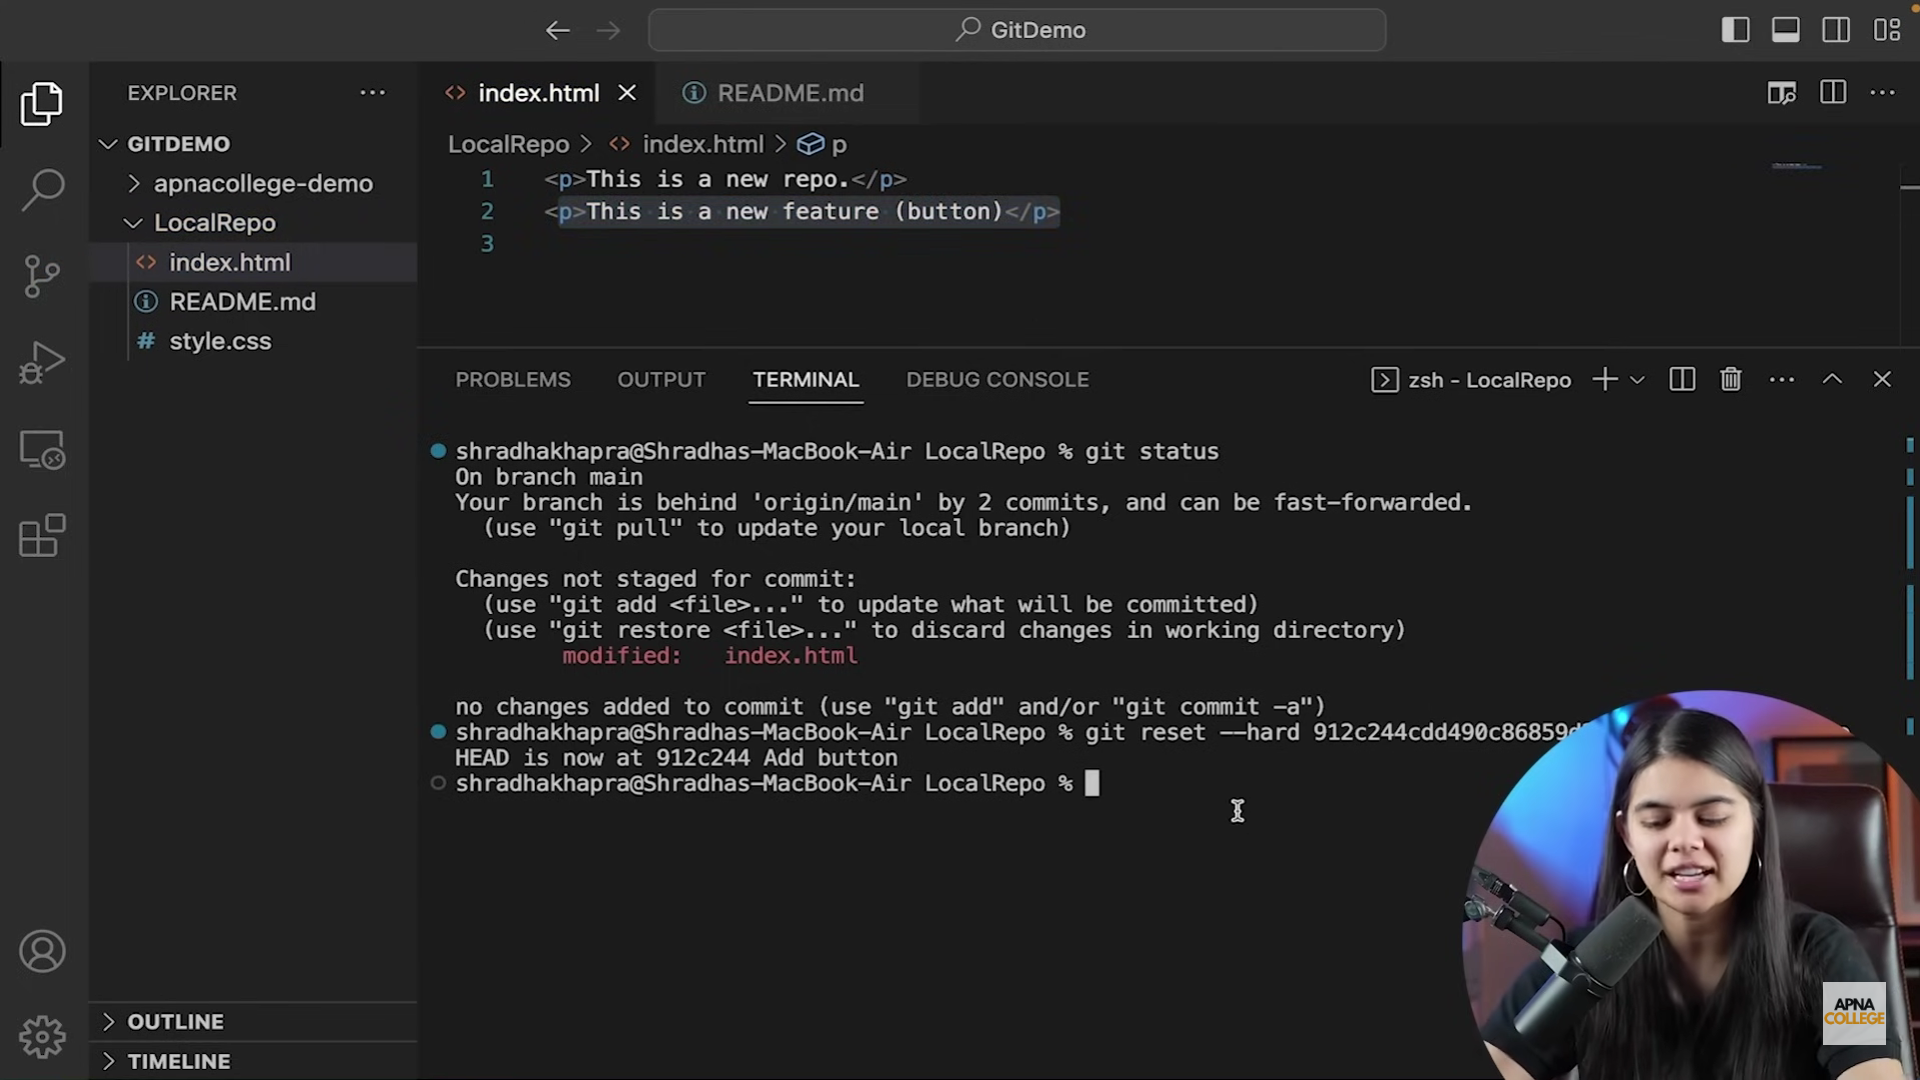 GitDemo
EXPLORER
GITDEMO
apnacollege-demo
LocalRepo
index.html
README.md
style.css
OUTLINE
TIMELINE
index.html
README.md
LocalRepo > index.html > p
1 <p>This is a new repo.</p>
2 <p>This is a new feature (button)</p>
3
PROBLEMS OUTPUT TERMINAL DEBUG CONSOLE
zsh - LocalRepo
shradhakhapra@Shradhas-MacBook-Air LocalRepo % git status
On branch main
Your branch is behind 'origin/main' by 2 commits, and can be fast-forwarded.
(use "git pull" to update your local branch)
Changes not staged for commit:
(use "git add <file>..." to update what will be committed)
(use "git restore <file>..." to discard changes in working directory)
modified: index.html
no changes added to commit (use "git add" and/or "git commit -a")
shradhakhapra@Shradhas-MacBook-Air LocalRepo % git reset --hard 912c244cdd490c86859d
HEAD is now at 912c244 Add button
shradhakhapra@Shradhas-MacBook-Air LocalRepo %
APNA
COLLEGE